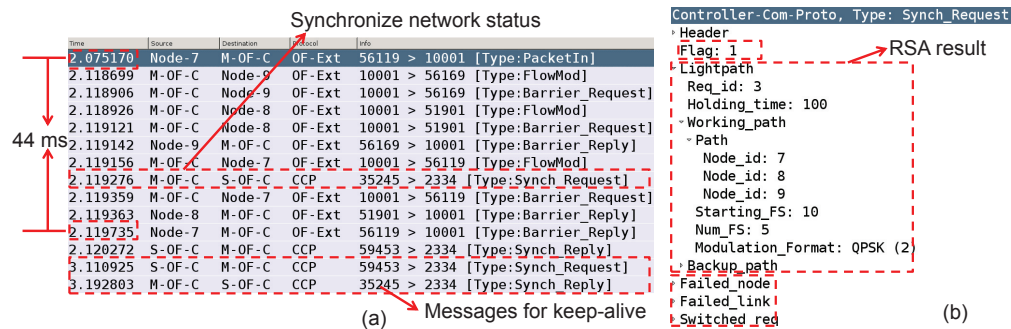 Synchronize network status
Time Source Destination Protocol Info
2.075170 Node-7 M-OF-C OF-Ext 56119 > 10001 [Type:PacketIn]
2.118699 M-OF-C Node-9 OF-Ext 10001 > 56169 [Type:FlowMod]
2.118906 M-OF-C Node-9 OF-Ext 10001 > 56169 [Type:Barrier_Request]
2.118926 M-OF-C Node-8 OF-Ext 10001 > 51901 [Type:FlowMod]
2.119121 M-OF-C Node-8 OF-Ext 10001 > 51901 [Type:Barrier_Request]
2.119142 Node-9 M-OF-C OF-Ext 56169 > 10001 [Type:Barrier_Reply]
2.119156 M-OF-C Node-7 OF-Ext 10001 > 56119 [Type:FlowMod]
2.119276 M-OF-C S-OF-C CCP 35245 > 2334 [Type:Synch_Request]
2.119359 M-OF-C Node-7 OF-Ext 10001 > 56119 [Type:Barrier_Request]
2.119363 Node-8 M-OF-C OF-Ext 51901 > 10001 [Type:Barrier_Reply]
2.119735 Node-7 M-OF-C OF-Ext 56119 > 10001 [Type:Barrier_Reply]
2.120272 S-OF-C M-OF-C CCP 59453 > 2334 [Type:Synch_Reply]
3.110925 S-OF-C M-OF-C CCP 59453 > 2334 [Type:Synch_Request]
3.192803 M-OF-C S-OF-C CCP 35245 > 2334 [Type:Synch_Reply]
44 ms
(a)
Messages for keep-alive
Controller-Com-Proto, Type: Synch_Request
Header
Flag: 1
RSA result
Lightpath
Req_id: 3
Holding_time: 100
Working_path
Path
Node_id: 7
Node_id: 8
Node_id: 9
Starting_FS: 10
Num_FS: 5
Modulation_Format: QPSK (2)
Backup_path
Failed_node
Failed_link
Switched_req
(b)